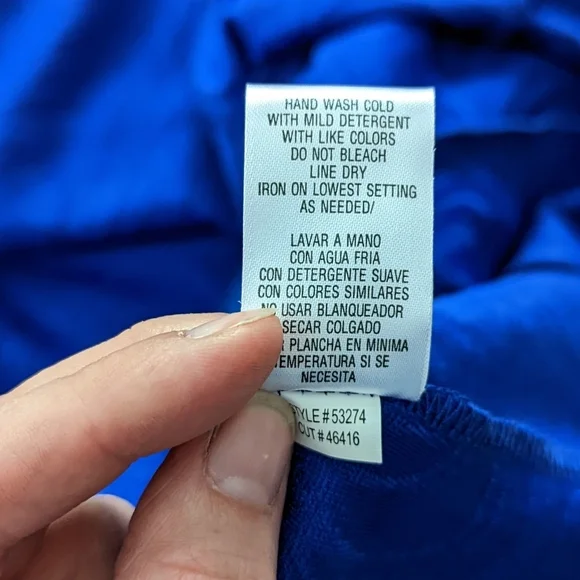 HAND WASH COLD
WITH MILD DETERGENT
WITH LIKE COLORS
DO NOT BLEACH
LINE DRY
IRON ON LOWEST SETTING
AS NEEDED/
LAVAR A MANO
CON AGUA FRIA
CON DETERGENTE SUAVE
CON COLORES SIMILARES
NO USAR BLANQUEADOR
SECAR COLGADO
PLANCHA EN MINIMA
TEMPERATURA SI SE
NECESITA
STYLE # 53274
CUT # 46416